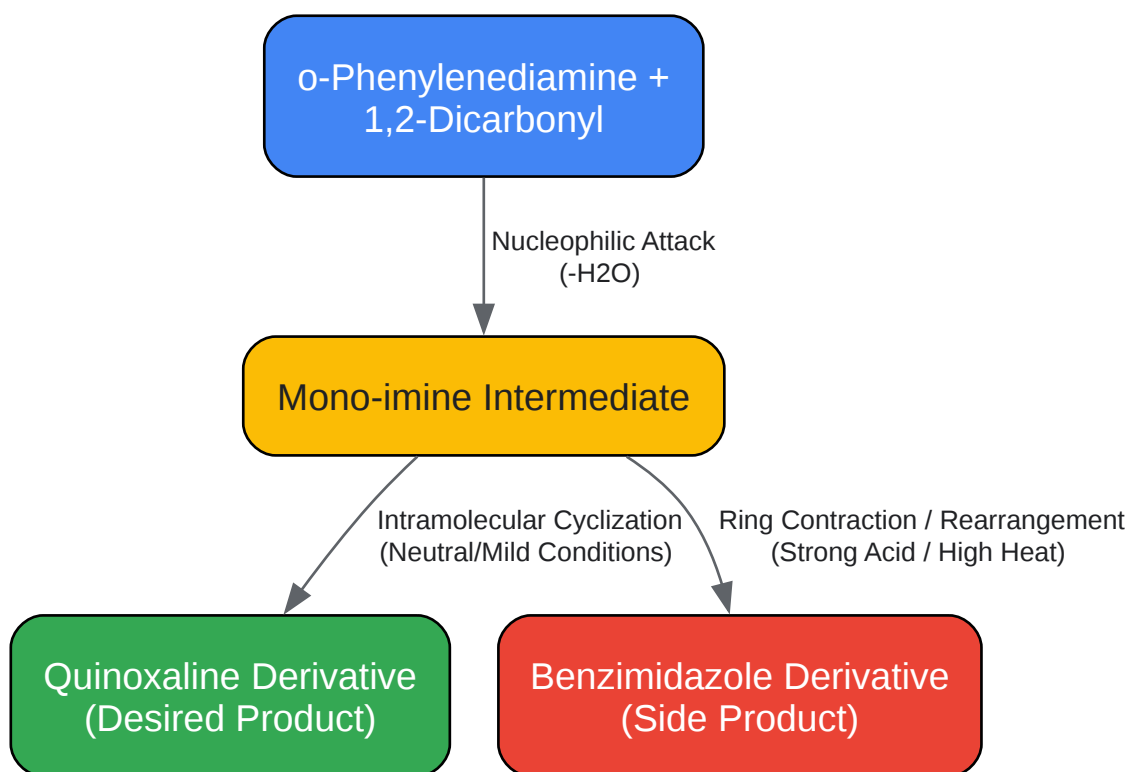 o-Phenylenediamine +
1,2-Dicarbonyl
Nucleophilic Attack
(-H2O)
Mono-imine Intermediate
Intramolecular Cyclization
(Neutral/Mild Conditions)
Ring Contraction / Rearrangement
(Strong Acid / High Heat)
Quinoxaline Derivative
(Desired Product)
Benzimidazole Derivative
(Side Product)